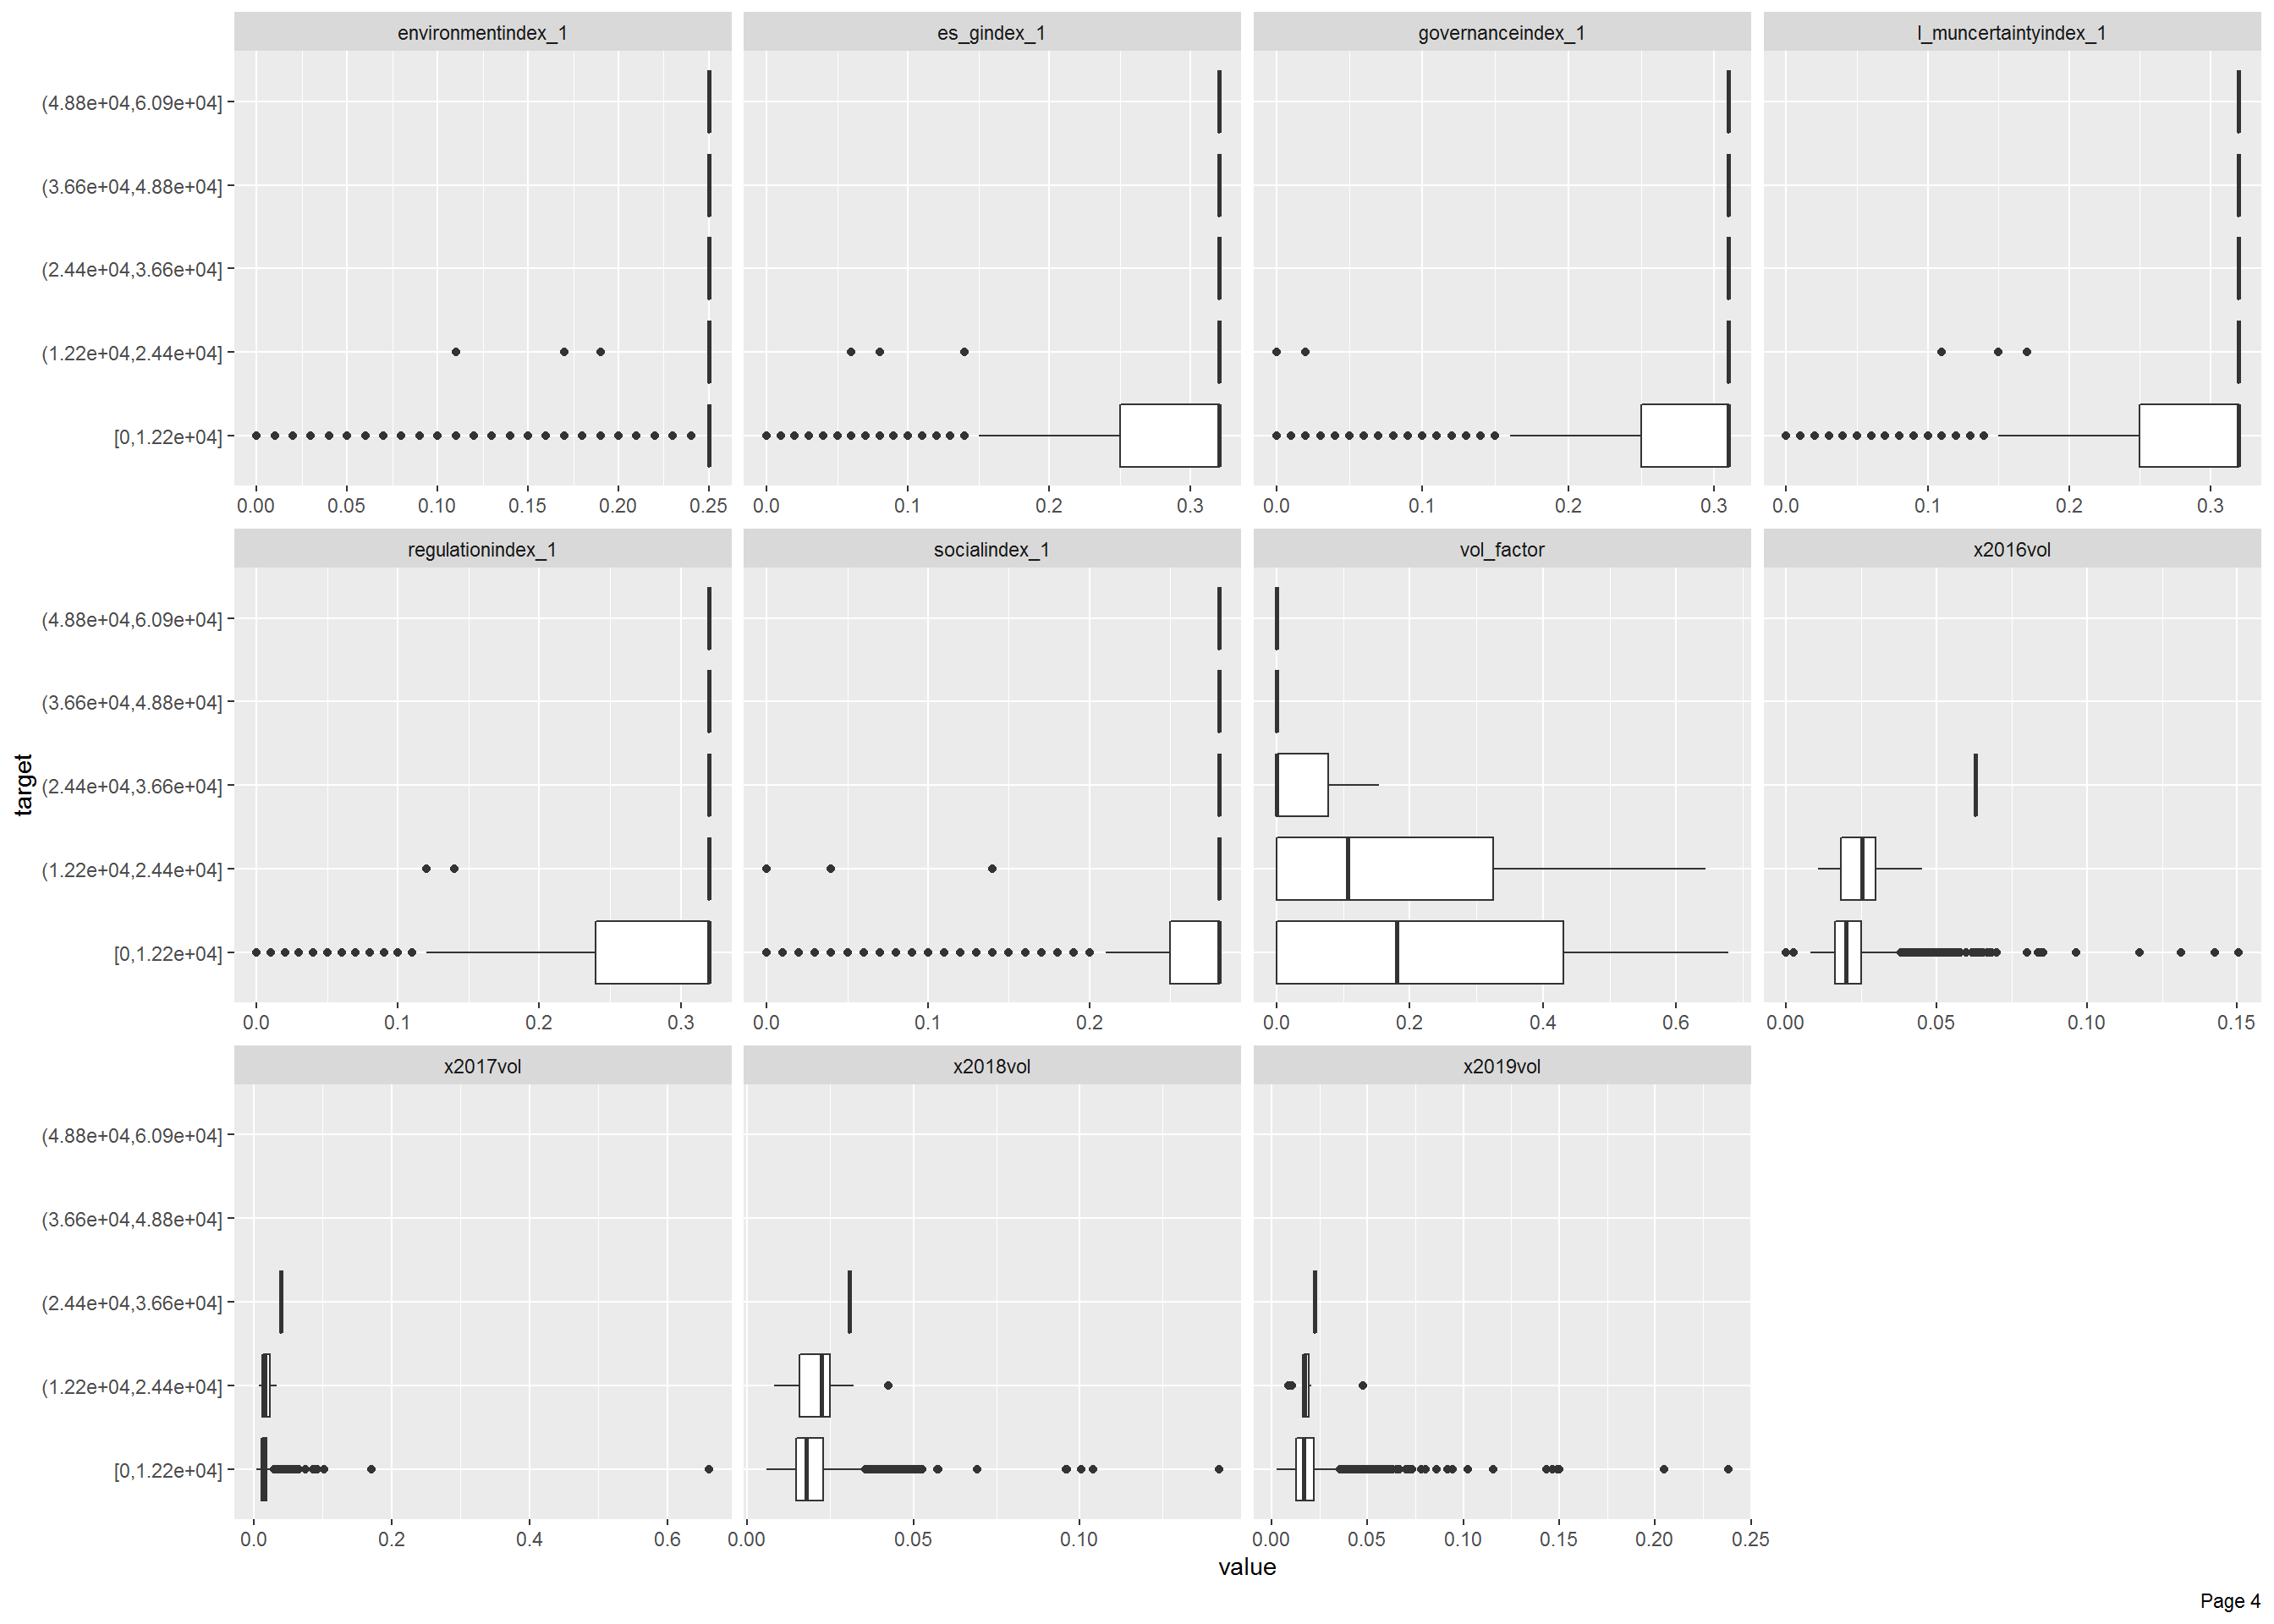 environmentindex_1 es_gindex_1 governanceindex_1 l_muncertaintyindex_1
(4.88e+04,6.09e+04]
(3.66e+04,4.88e+04]
(2.44e+04,3.66e+04]
(1.22e+04,2.44e+04]
[0,1.22e+04]
0.00 0.05 0.10 0.15 0.20 0.25 0.0 0.1 0.2 0.3 0.0 0.1 0.2 0.3 0.0 0.1 0.2 0.3
regulationindex_1 socialindex_1 vol_factor x2016vol
(4.88e+04,6.09e+04]
(3.66e+04,4.88e+04]
target
(2.44e+04,3.66e+04]
(1.22e+04,2.44e+04]
[0,1.22e+04]
0.0 0.1 0.2 0.3 0.0 0.1 0.2 0.0 0.2 0.4 0.6 0.00 0.05 0.10 0.15
x2017vol x2018vol x2019vol
(4.88e+04,6.09e+04]
(3.66e+04,4.88e+04]
(2.44e+04,3.66e+04]
(1.22e+04,2.44e+04]
[0,1.22e+04]
0.0 0.2 0.4 0.6 0.00 0.05 0.10 0.00 0.05 0.10 0.15 0.20 0.25
value
Page 4